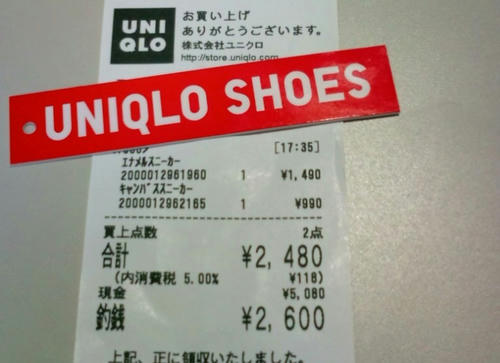 UNI
QLO
お買い上げ
ありがとうございます。
株式会社ユニクロ
http://store.uniqlo.com
UNIQLO SHOES
[17:35]
エナメルスニーカー
2000012961960 1 ¥1,490
キャンバススニーカー
2000012962165 1 ¥990
買上点数 2点
合計 ¥2,480
(内消費税 5.00% ¥118)
現金 ¥5,080
釣銭 ¥2,600
上記、正に領収いたしました。